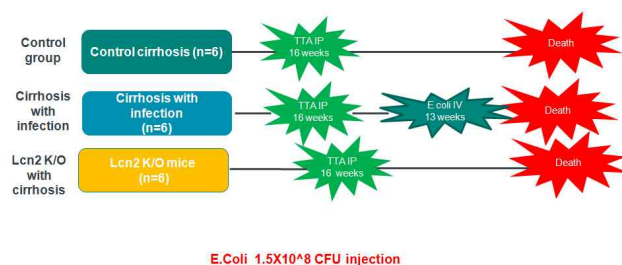 Control
group
Control cirrhosis (n=6)
TTA IP
16 weeks
Death
Cirrhosis
with
infection
Cirrhosis with
infection
(n=6)
TTA IP
16 weeks
E coli IV
13 weeks
Death
Lcn2 K/O
with
cirrhosis
Lcn2 K/O mice
(n=6)
TTA IP
16 weeks
Death
E.Coli 1.5X10^8 CFU injection